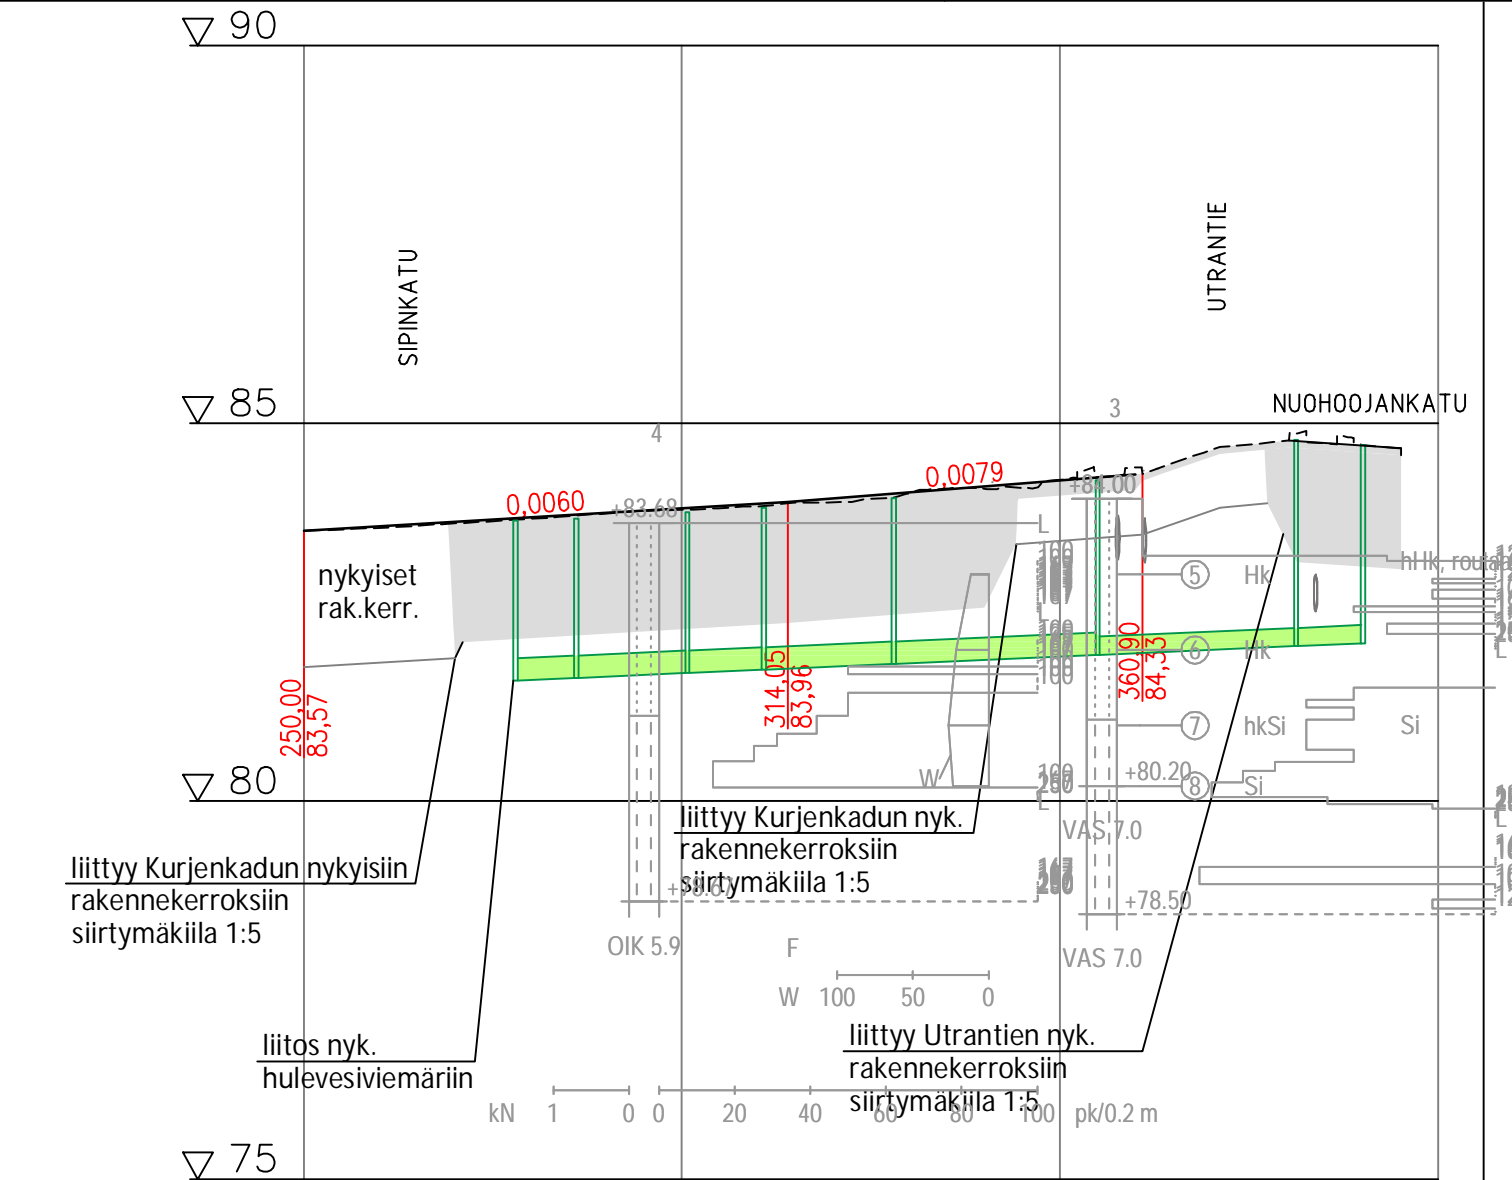 90
SIPINKATU
UTRANTIE
85
NUOHOOJANKATU
3
4
0,0079
0,0060
+84.00
+83.68
L
nykyiset
rak.kerr.
5
Hk
6
Hk
250,00
83,57
314,05
83,96
360,90
84,33
7
hkSi
Si
W
+80.20
8
Si
80
liittyy Kurjenkadun nyk.
rakennekerroksiin
siirtymäkiila 1:5
VAS 7.0
liittyy Kurjenkadun nykyisiin
rakennekerroksiin
siirtymäkiila 1:5
+78.67
+78.50
OIK 5.9
F
VAS 7.0
W 100 50 0
liitos nyk.
hulevesiviemäriin
liittyy Utrantien nyk.
rakennekerroksiin
siirtymäkiila 1:5
kN 1 0 0 20 40 60 80 100 pk/0.2 m
75